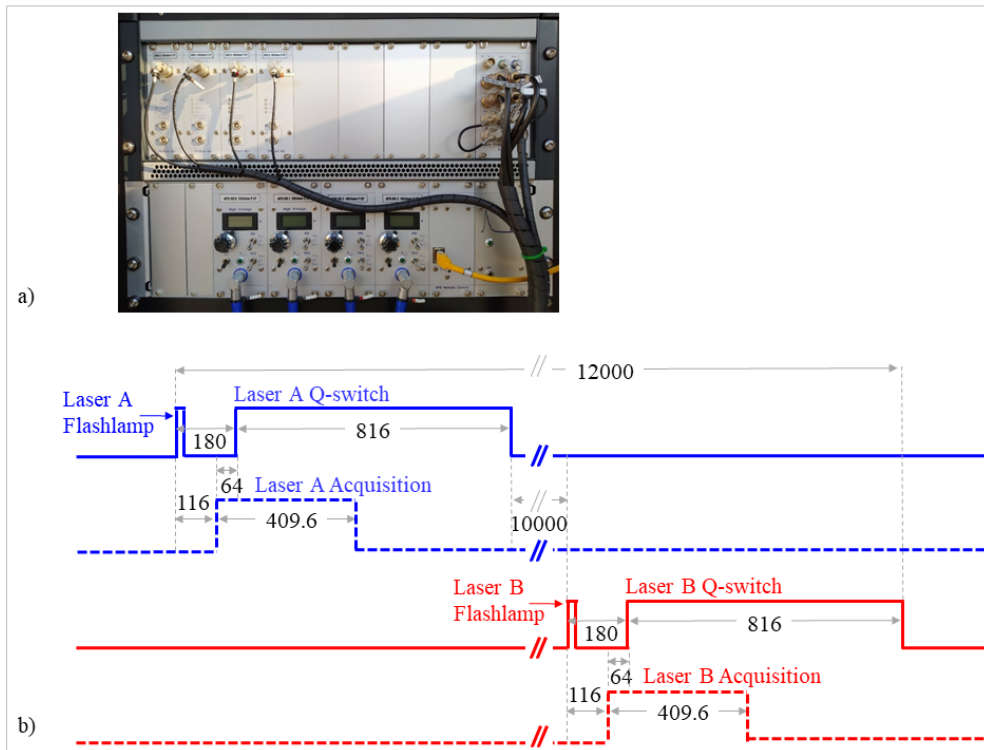 a)
12000
Laser A
Flashlamp
Laser A Q-switch
180
816
64
Laser A Acquisition
116
409.6
10000
Laser B
Flashlamp
Laser B Q-switch
180
816
64
Laser B Acquisition
116
409.6
b)